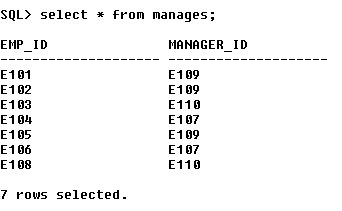 SQL> select * from manages;
EMP_ID MANAGER_ID
-------------------- --------------------
E101 E109
E102 E109
E103 E110
E104 E107
E105 E109
E106 E107
E108 E110
7 rows selected.